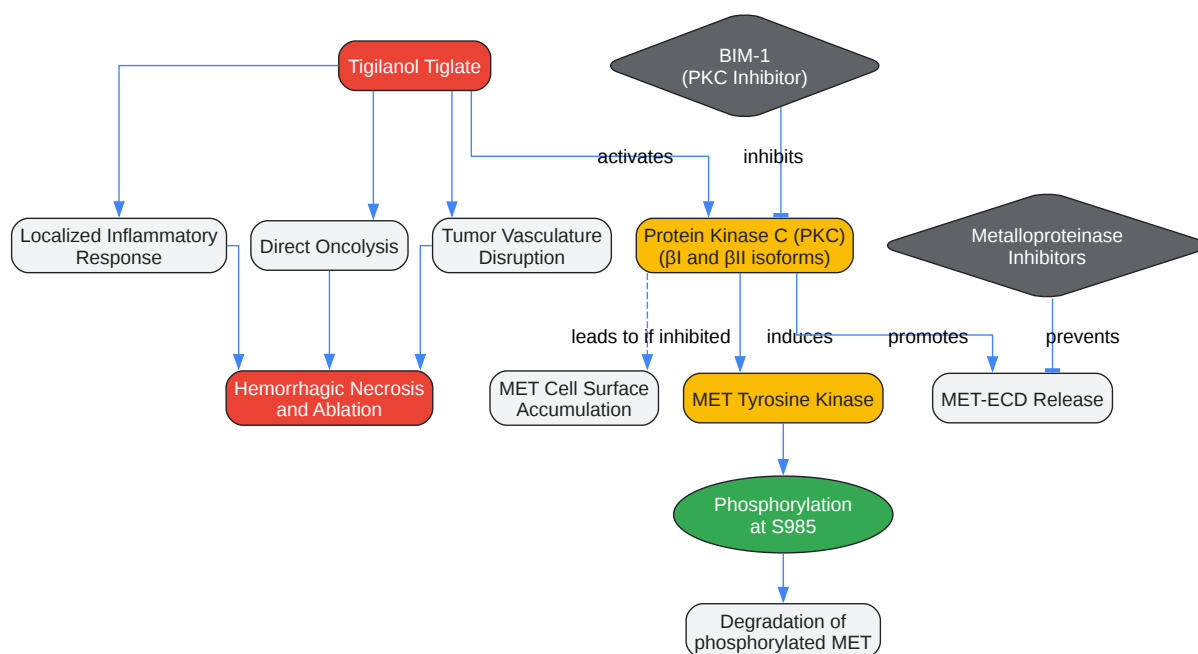 Tigilanol Tiglate
BIM-1
(PKC Inhibitor)
activates
inhibits
Localized Inflammatory
Response
Direct Oncolysis
Tumor Vasculature
Disruption
Protein Kinase C (PKC)
(βI and βII isoforms)
Metalloproteinase
Inhibitors
leads to if inhibited
induces
promotes
prevents
Hemorrhagic Necrosis
and Ablation
MET Cell Surface
Accumulation
MET Tyrosine Kinase
MET-ECD Release
Phosphorylation
at S985
Degradation of
phosphorylated MET